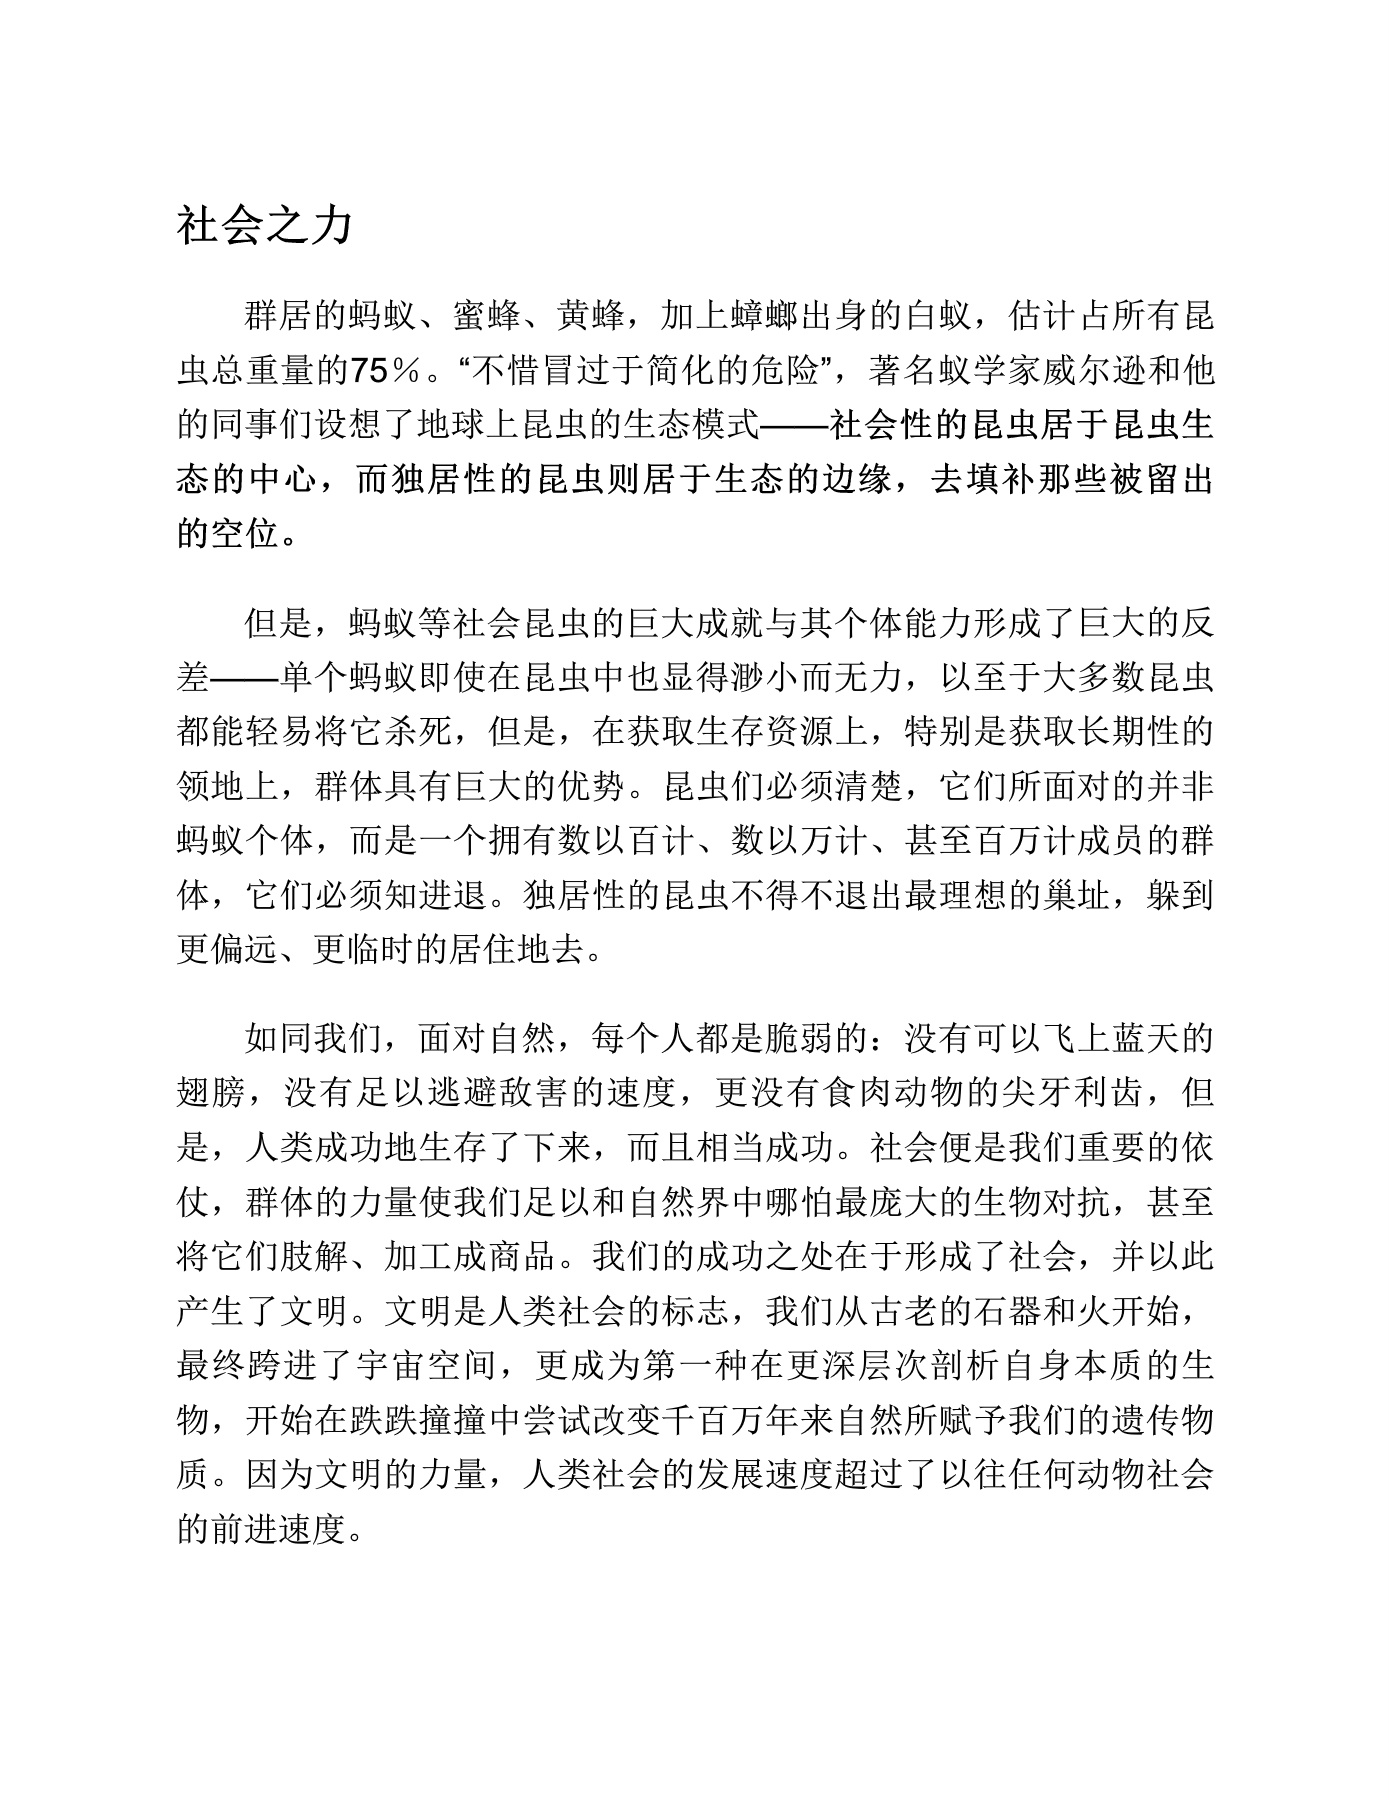 社会之力
群居的蚂蚁、蜜蜂、黄蜂，加上蟑螂出身的白蚁，估计占所有昆
虫总重量的75％。“不惜冒过于简化的危险”，著名蚁学家威尔逊和他
的同事们设想了地球上昆虫的生态模式——社会性的昆虫居于昆虫生
态的中心，而独居性的昆虫则居于生态的边缘，去填补那些被留出
的空位。
但是，蚂蚁等社会昆虫的巨大成就与其个体能力形成了巨大的反
差——单个蚂蚁即使在昆虫中也显得渺小而无力，以至于大多数昆虫
都能轻易将它杀死，但是，在获取生存资源上，特别是获取长期性的
领地上，群体具有巨大的优势。昆虫们必须清楚，它们所面对的并非
蚂蚁个体，而是一个拥有数以百计、数以万计、甚至百万计成员的群
体，它们必须知进退。独居性的昆虫不得不退出最理想的巢址，躲到
更偏远、更临时的居住地去。
如同我们，面对自然，每个人都是脆弱的：没有可以飞上蓝天的
翅膀，没有足以逃避敌害的速度，更没有食肉动物的尖牙利齿，但
是，人类成功地生存了下来，而且相当成功。社会便是我们重要的依
仗，群体的力量使我们足以和自然界中哪怕最庞大的生物对抗，甚至
将它们肢解、加工成商品。我们的成功之处在于形成了社会，并以此
产生了文明。文明是人类社会的标志，我们从古老的石器和火开始，
最终跨进了宇宙空间，更成为第一种在更深层次剖析自身本质的生
物，开始在跌跌撞撞中尝试改变千百万年来自然所赋予我们的遗传物
质。因为文明的力量，人类社会的发展速度超过了以往任何动物社会
的前进速度。